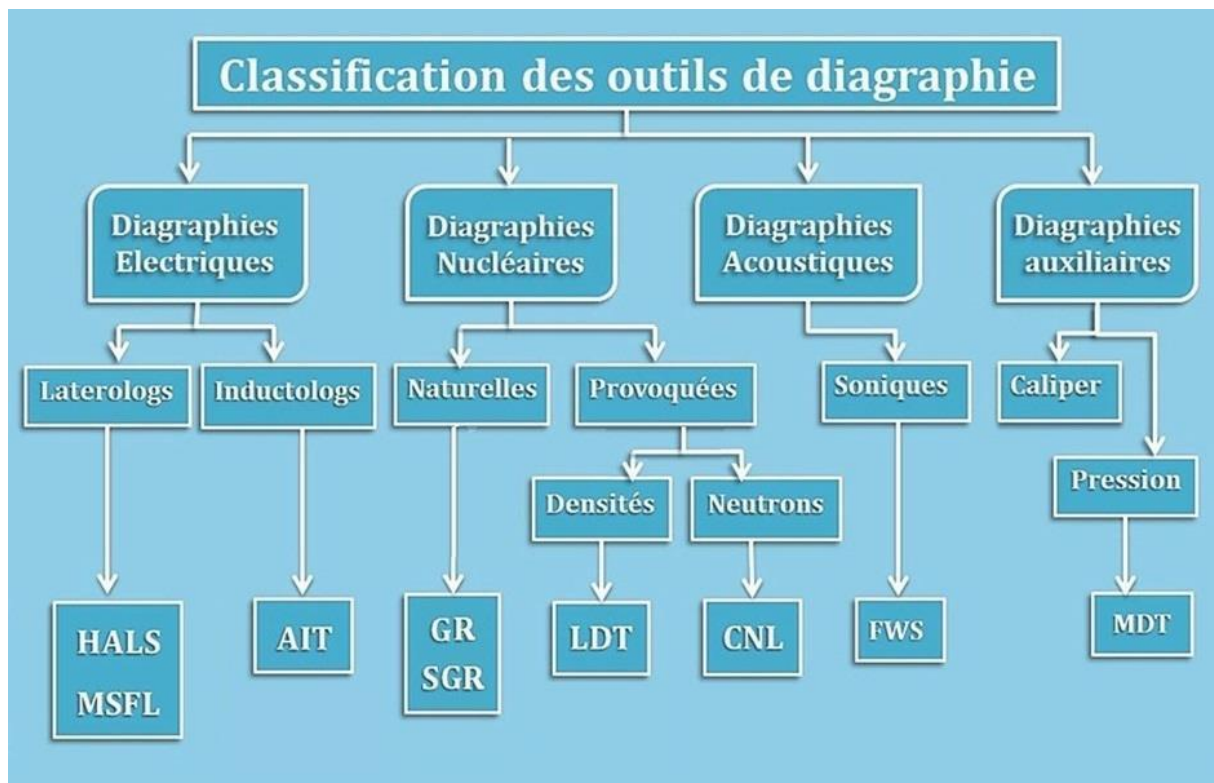 Classification des outils de diagraphie
Diagraphies
Electriques
Diagraphies
Nucléaires
Diagraphies
Acoustiques
Diagraphies
auxiliaires
Laterologs
Inductologs
Naturelles
Provoquées
Soniques
Caliper
Densités
Neutrons
Pression
HALS
MSFL
AIT
GR
SGR
LDT
CNL
FWS
MDT